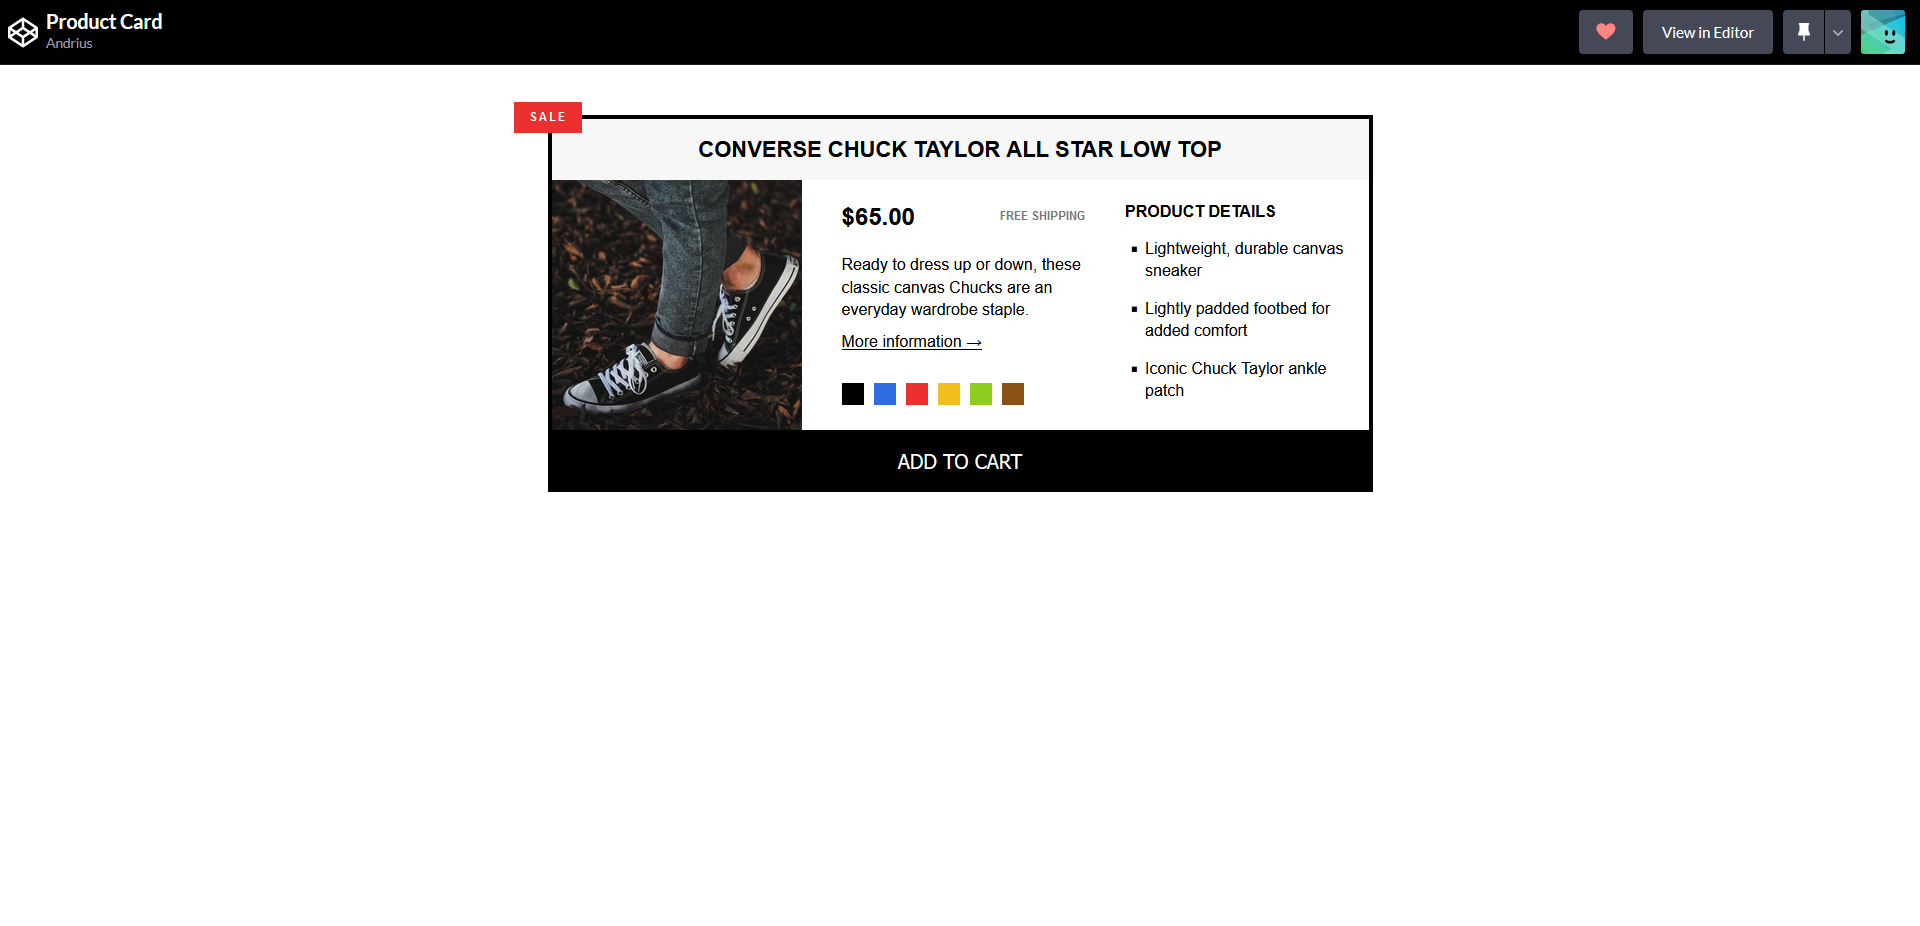 Product Card
Andrius
View in Editor
SALE
CONVERSE CHUCK TAYLOR ALL STAR LOW TOP
$65.00
FREE SHIPPING
Ready to dress up or down, these
classic canvas Chucks are an
everyday wardrobe staple.
More information →
PRODUCT DETAILS
▪ Lightweight, durable canvas
sneaker
▪ Lightly padded footbed for
added comfort
▪ Iconic Chuck Taylor ankle
patch
ADD TO CART